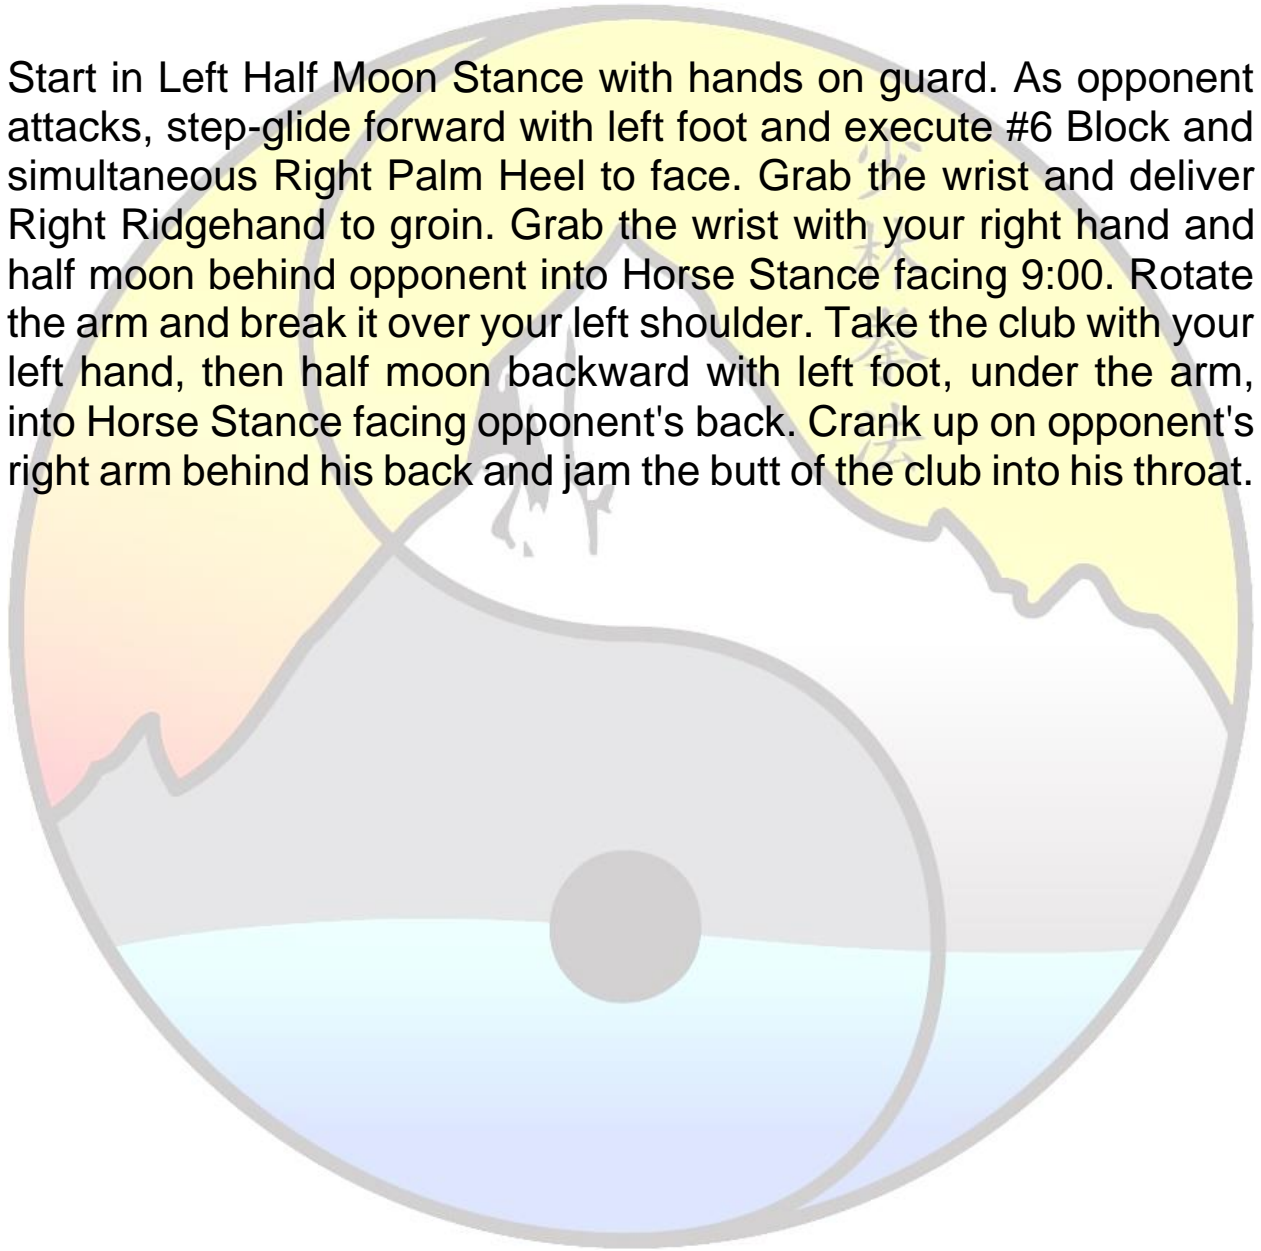 Start in Left Half Moon Stance with hands on guard. As opponent
attacks, step-glide forward with left foot and execute #6 Block and
simultaneous Right Palm Heel to face. Grab the wrist and deliver
Right Ridgehand to groin. Grab the wrist with your right hand and
half moon behind opponent into Horse Stance facing 9:00. Rotate
the arm and break it over your left shoulder. Take the club with your
left hand, then half moon backward with left foot, under the arm,
into Horse Stance facing opponent's back. Crank up on opponent's
right arm behind his back and jam the butt of the club into his throat.
少林拳法